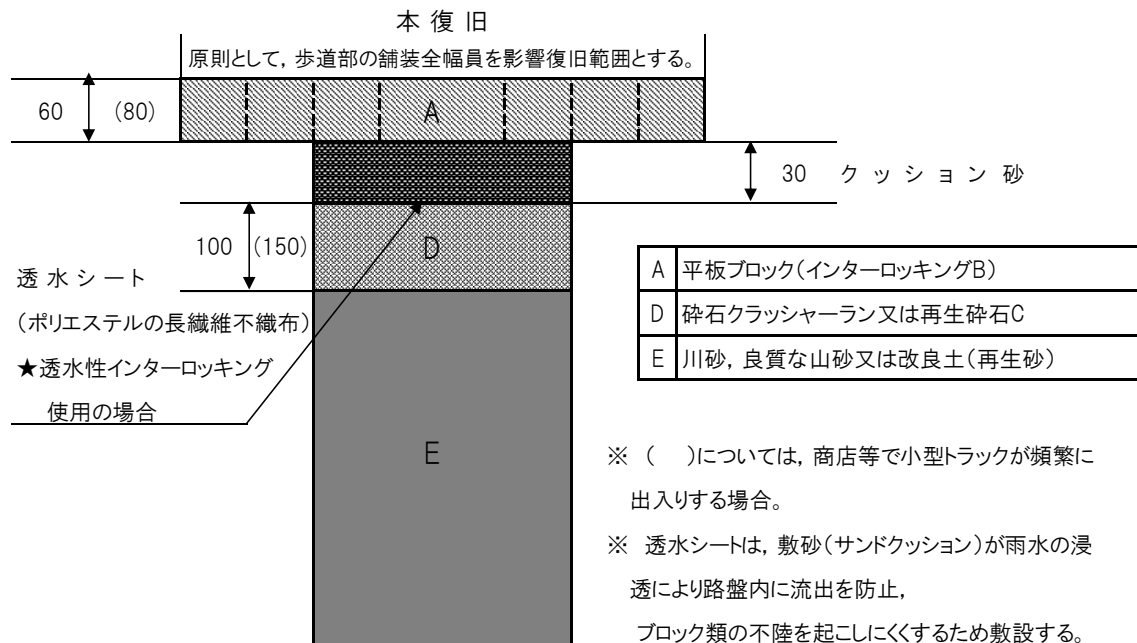 本 復 旧
原則として，歩道部の舗装全幅員を影響復旧範囲とする。
60 (80)
A
30 ク ッ シ ョ ン 砂
100 (150)
D
透 水 シ ー ト
(ポリエステルの長繊維不織布)
★透水性インターロッキング
使用の場合
A 平板ブロック(インターロッキングB)
D 砕石クラッシャーラン又は再生砕石C
E 川砂，良質な山砂又は改良土(再生砂)
E
※ (　)については，商店等で小型トラックが頻繁に
出入りする場合。
※ 透水シートは，敷砂(サンドクッション)が雨水の浸
透により路盤内に流出を防止，
ブロック類の不陸を起こしにくくするため敷設する。